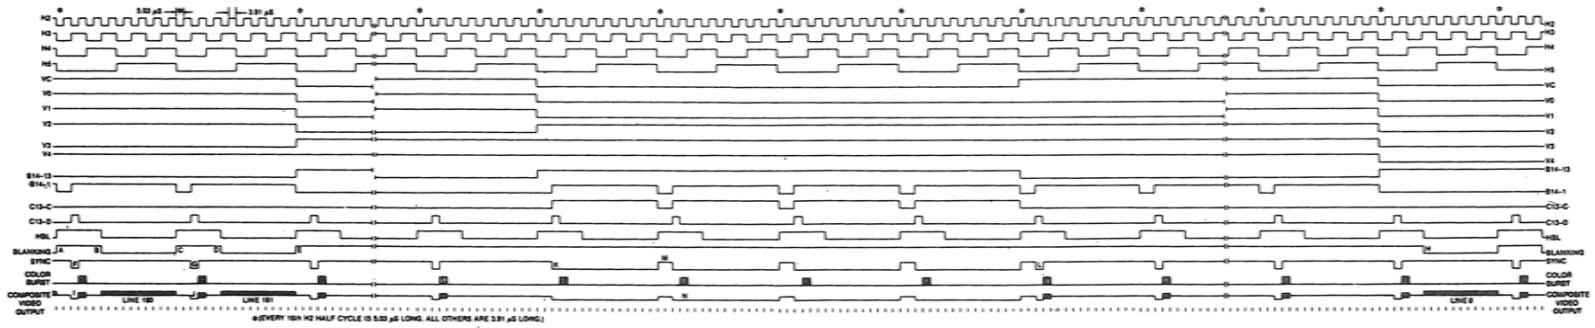 5.03 µS 3.91 µS
H2 H2
H3 H3
H4 H4
H5 H5
VC VC
V0 V0
V1 V1
V2 V2
V3 V3
V4 V4
B14-13 B14-13
B14-1 B14-1
C13-C C13-C
C13-D C13-D
HBL HBL
BLANKING A B C D E H BLANKING
SYNC F G K M L SYNC
COLOR BURST COLOR BURST
COMPOSITE VIDEO OUTPUT I LINE 190 J LINE 191 N LINE 0 COMPOSITE VIDEO OUTPUT
*(EVERY 16th H2 HALF CYCLE IS 5.03 µS LONG. ALL OTHERS ARE 3.91 µS LONG.)